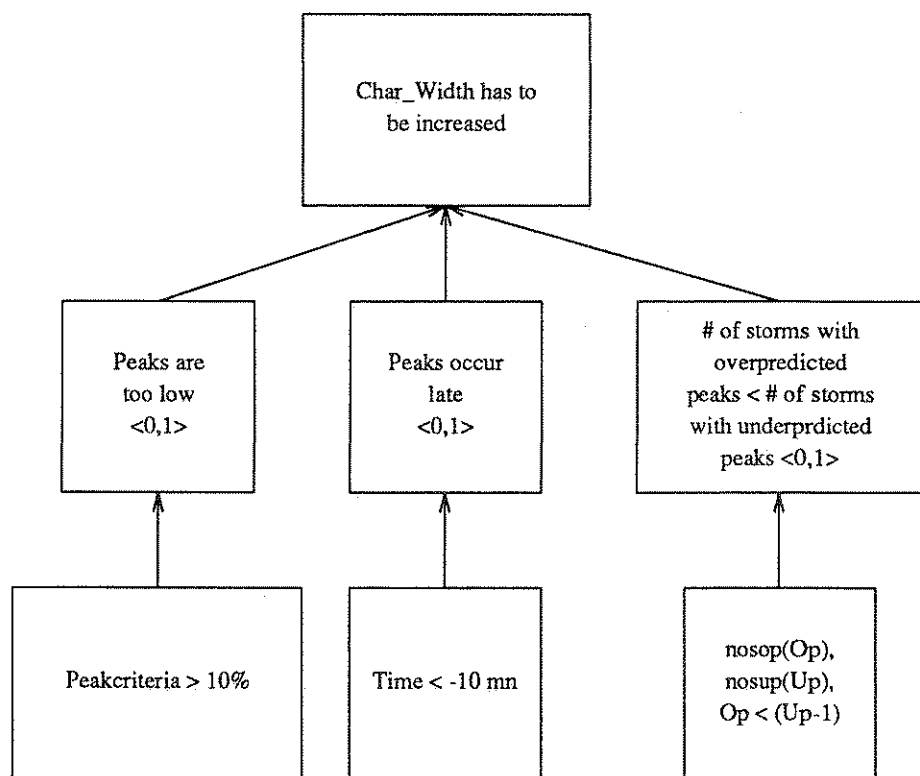 Char_Width has to
be increased
Peaks are
too low
<0,1>
Peaks occur
late
<0,1>
# of storms with
overpredicted
peaks < # of storms
with underprdicted
peaks <0,1>
Peakcriteria > 10%
Time < -10 mn
nosop(Op),
nosup(Up),
Op < (Up-1)